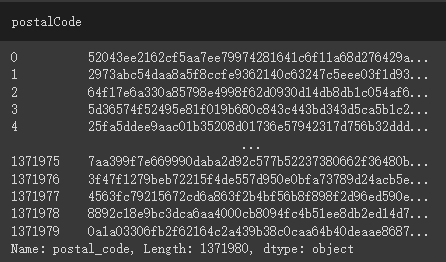 postalCode
0 52043ee2162cf5aa7ee79974281641c6f11a68d276429a...
1 2973abc54daa8a5f8ccfe9362140c63247c5eee03f1d93...
2 64f17e6a330a85798e4998f62d0930d14db8db1c054af6...
3 5d36574f52495e81f019b680c843c443bd343d5ca5b1c2...
4 25fa5ddee9aac01b35208d01736e57942317d756b32ddd...
...
1371975 7aa399f7e669990daba2d92c577b52237380662f36480b...
1371976 3f47f1279beb72215f4de557d950e0bfa73789d24acb5e...
1371977 4563fc79215672cd6a863f2b4bf56b8f898f2d96ed590e...
1371978 8892c18e9bc3dca6aa4000cb8094fc4b51ee8db2ed14d7...
1371979 0a1a03306fb2f62164c2a439b38c0caa64b40deaae8687...
Name: postal_code, Length: 1371980, dtype: object